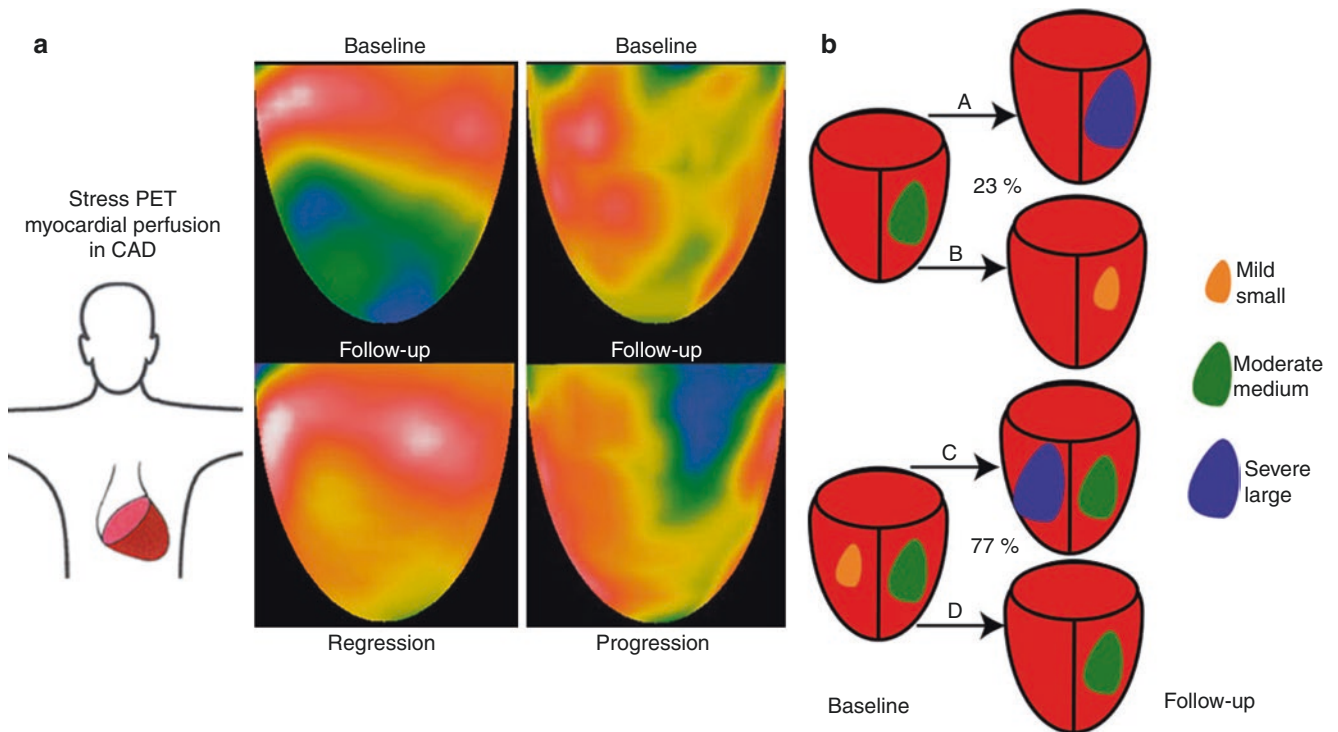 a
Stress PET
myocardial perfusion
in CAD
Baseline
Baseline
Follow-up
Follow-up
Regression
Progression
b
A
23 %
B
C
77 %
D
Baseline
Follow-up
Mild
small
Moderate
medium
Severe
large